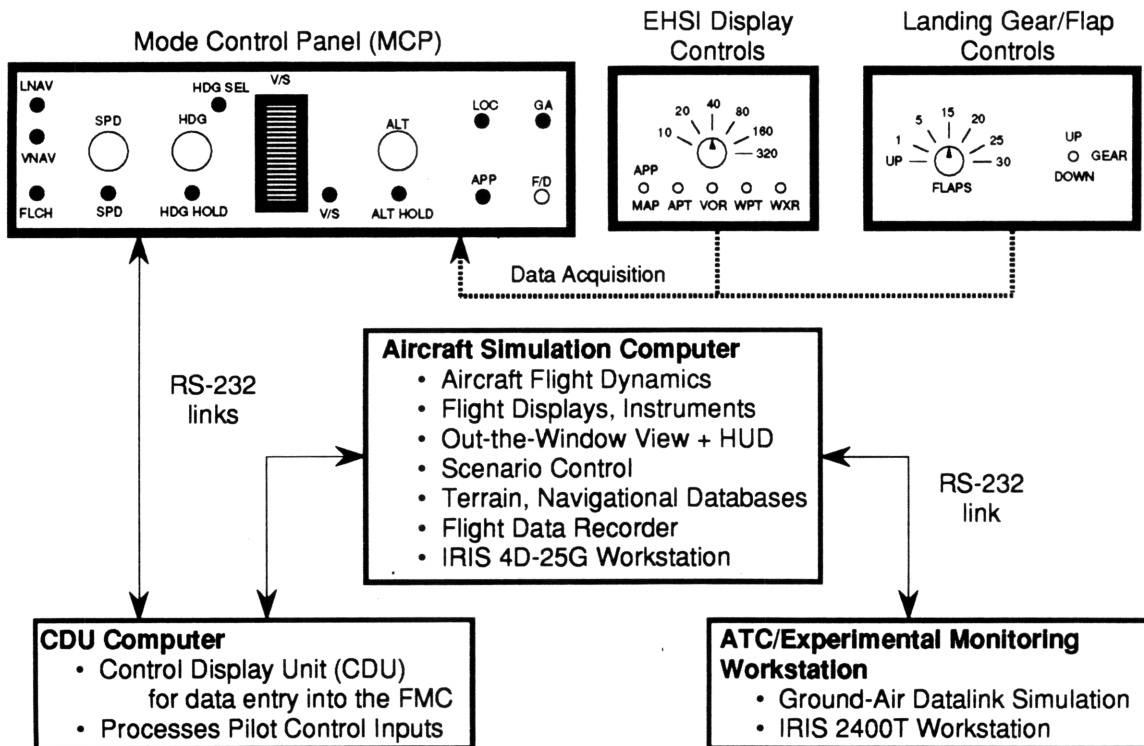 Mode Control Panel (MCP)
EHSI Display
Controls
Landing Gear/Flap
Controls
LNAV
VNAV
FLCH
SPD
SPD
HDG SEL
HDG
HDG HOLD
V/S
V/S
ALT
ALT HOLD
LOC
GA
APP
F/D
10
20
40
80
160
320
APP
MAP APT VOR WPT WXR
UP
1
5
15
20
25
30
FLAPS
UP
GEAR
DOWN
Data Acquisition
RS-232
links
Aircraft Simulation Computer
• Aircraft Flight Dynamics
• Flight Displays, Instruments
• Out-the-Window View + HUD
• Scenario Control
• Terrain, Navigational Databases
• Flight Data Recorder
• IRIS 4D-25G Workstation
RS-232
link
CDU Computer
• Control Display Unit (CDU)
for data entry into the FMC
• Processes Pilot Control Inputs
ATC/Experimental Monitoring
Workstation
• Ground-Air Datalink Simulation
• IRIS 2400T Workstation